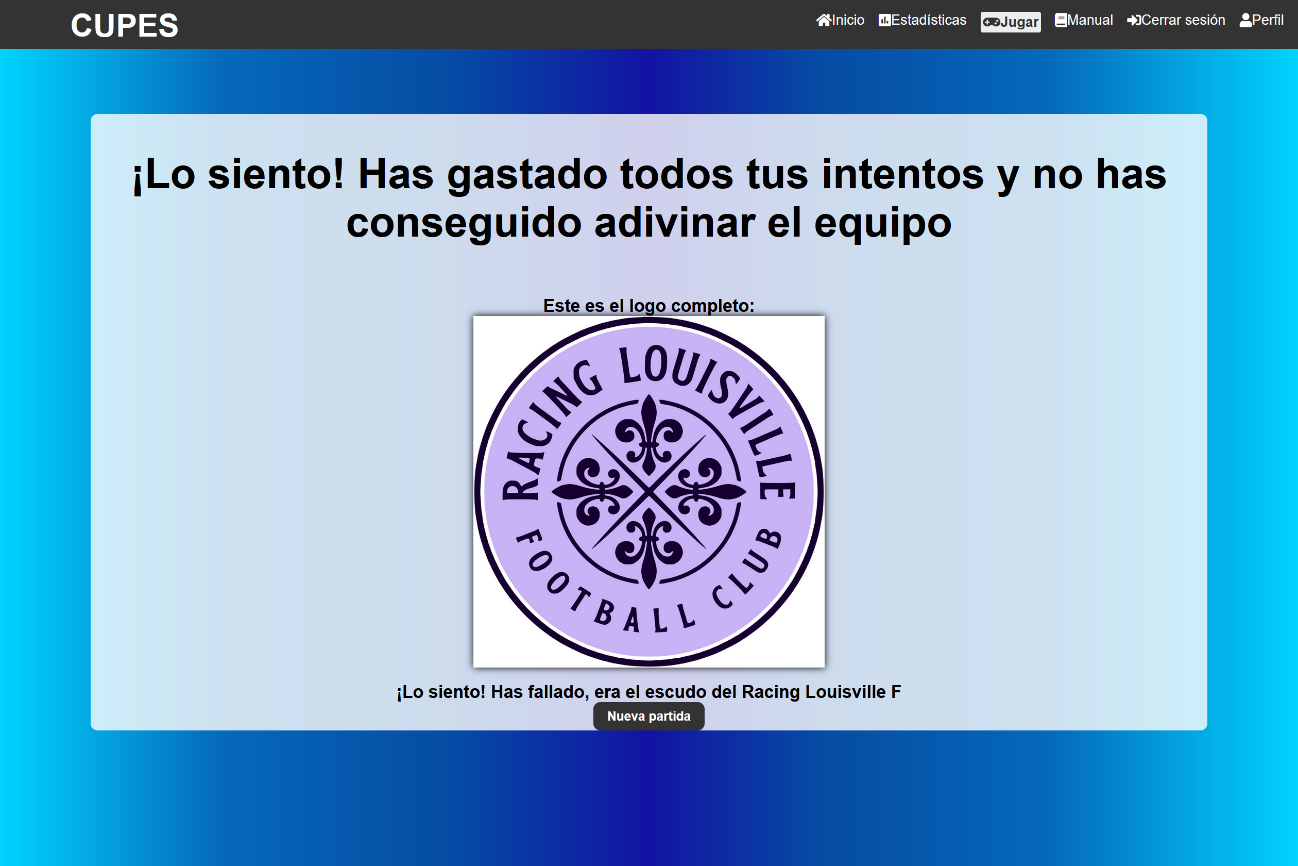 CUPES
Inicio Estadísticas Jugar Manual Cerrar sesión Perfil
¡Lo siento! Has gastado todos tus intentos y no has
conseguido adivinar el equipo
Este es el logo completo:
RACING LOUISVILLE
FOOTBALL CLUB
¡Lo siento! Has fallado, era el escudo del Racing Louisville F
Nueva partida